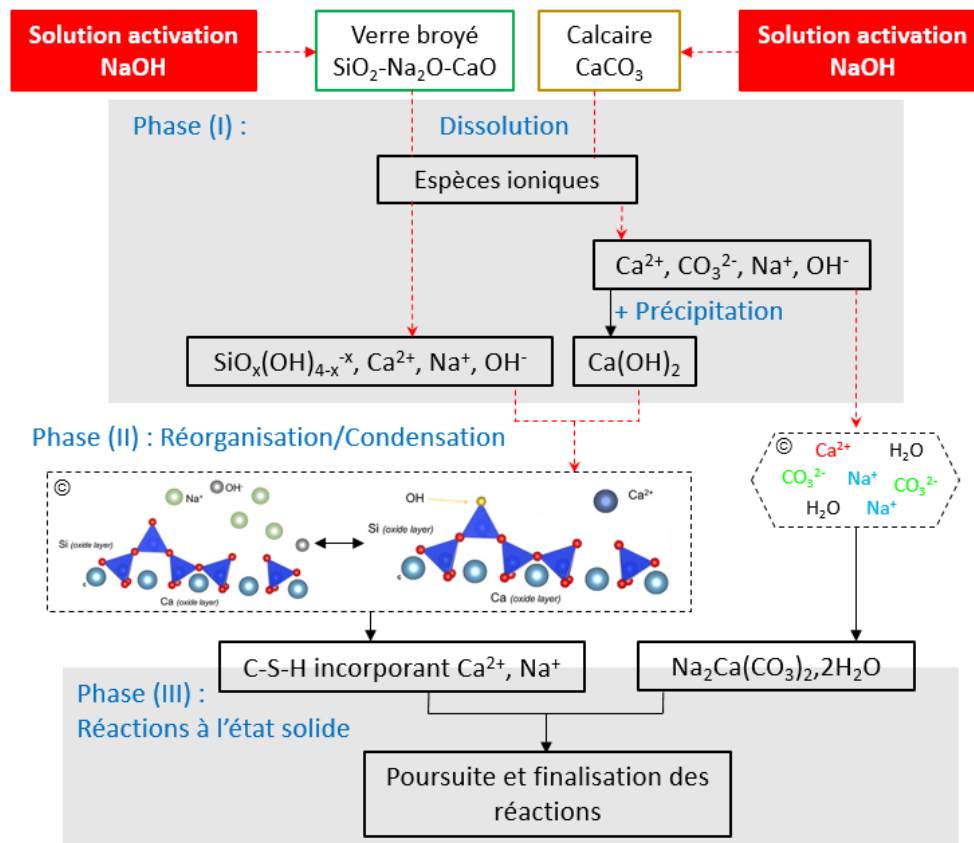 Solution activation
NaOH
Verre broyé
SiO₂-Na₂O-CaO
Calcaire
CaCO₃
Solution activation
NaOH
Phase (I) :
Dissolution
Espèces ioniques
Ca²⁺, CO₃²⁻, Na⁺, OH⁻
+ Précipitation
SiOₓ(OH)₄₋ₓ⁻ˣ, Ca²⁺, Na⁺, OH⁻
Ca(OH)₂
Phase (II) : Réorganisation/Condensation
©
Na⁺
OH⁻
Si (oxide layer)
c
Ca (oxide layer)
OH
Ca²⁺
Si (oxide layer)
c
Ca (oxide layer)
©
Ca²⁺
H₂O
CO₃²⁻
Na⁺
CO₃²⁻
H₂O
Na⁺
C-S-H incorporant Ca²⁺, Na⁺
Na₂Ca(CO₃)₂,2H₂O
Phase (III) :
Réactions à l'état solide
Poursuite et finalisation des
réactions